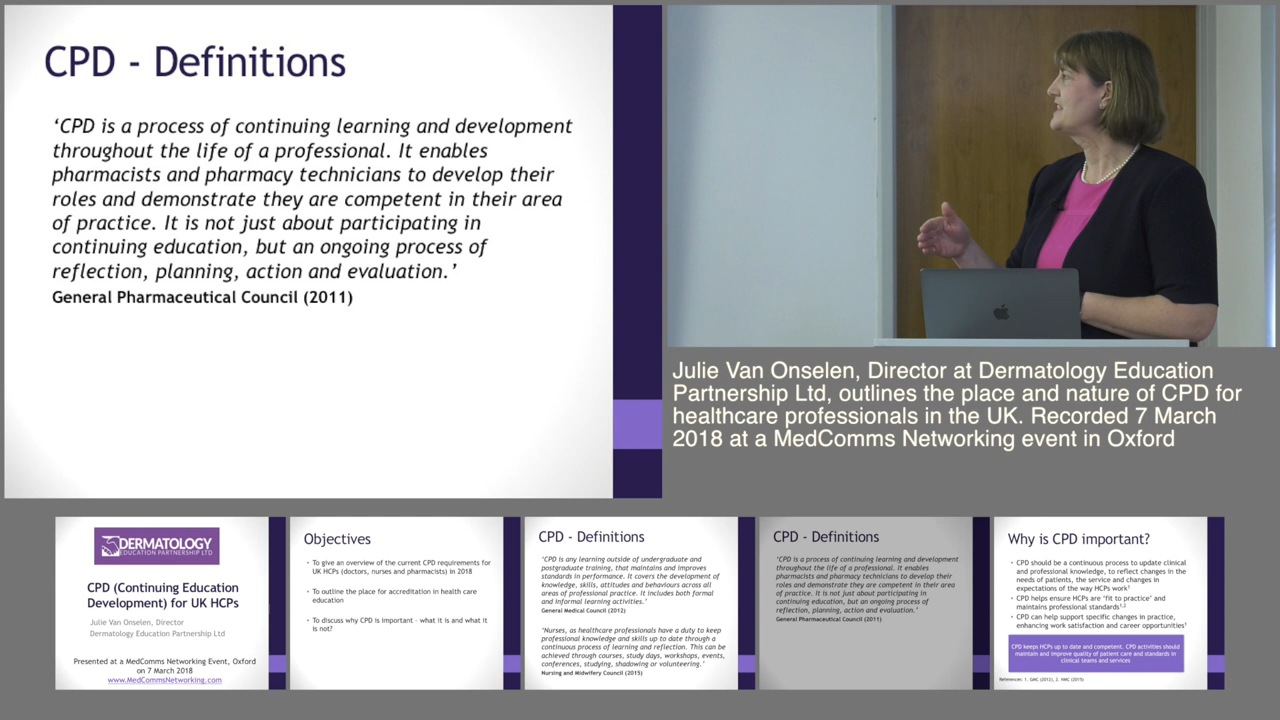 CPD - Definitions
‘CPD is a process of continuing learning and development
throughout the life of a professional. It enables
pharmacists and pharmacy technicians to develop their
roles and demonstrate they are competent in their area
of practice. It is not just about participating in
continuing education, but an ongoing process of
reflection, planning, action and evaluation.’
General Pharmaceutical Council (2011)
Julie Van Onselen, Director at Dermatology Education
Partnership Ltd, outlines the place and nature of CPD for
healthcare professionals in the UK. Recorded 7 March
2018 at a MedComms Networking event in Oxford
DERMATOLOGY
EDUCATION PARTNERSHIP LTD
CPD (Continuing Education
Development) for UK HCPs
Julie Van Onselen, Director
Dermatology Education Partnership Ltd
Presented at a MedComms Networking Event, Oxford
on 7 March 2018
www.MedCommsNetworking.com
Objectives
• To give an overview of the current CPD requirements for
UK HCPs (doctors, nurses and pharmacists) in 2018
• To outline the place for accreditation in health care
education
• To discuss why CPD is important – what it is and what it
is not?
CPD - Definitions
‘CPD is any learning outside of undergraduate and
postgraduate training, that maintains and improves
standards in performance. It covers the development of
knowledge, skills, attitudes and behaviours across all
areas of professional practice. It includes both formal
and informal learning activities.’
General Medical Council (2012)
‘Nurses, as healthcare professionals have a duty to keep
professional knowledge and skills up to date through a
continuous process of learning and reflection. This can be
achieved through courses, study days, workshops, events,
conferences, studying, shadowing or volunteering.’
Nursing and Midwifery Council (2015)
CPD - Definitions
‘CPD is a process of continuing learning and development
throughout the life of a professional. It enables
pharmacists and pharmacy technicians to develop their
roles and demonstrate they are competent in their area
of practice. It is not just about participating in
continuing education, but an ongoing process of
reflection, planning, action and evaluation.’
General Pharmaceutical Council (2011)
Why is CPD important?
• CPD should be a continuous process to update clinical
and professional knowledge, to reflect changes in the
needs of patients, the service and changes in
expectations of the way HCPs work¹
• CPD helps ensure HCPs are ‘fit to practice’ and
maintains professional standards¹,²
• CPD can help support specific changes in practice,
enhancing work satisfaction and career opportunities¹
CPD keeps HCPs up to date and competent. CPD activities should
maintain and improve quality of patient care and standards in
clinical teams and services
References: 1. GMC (2012), 2. NMC (2015)